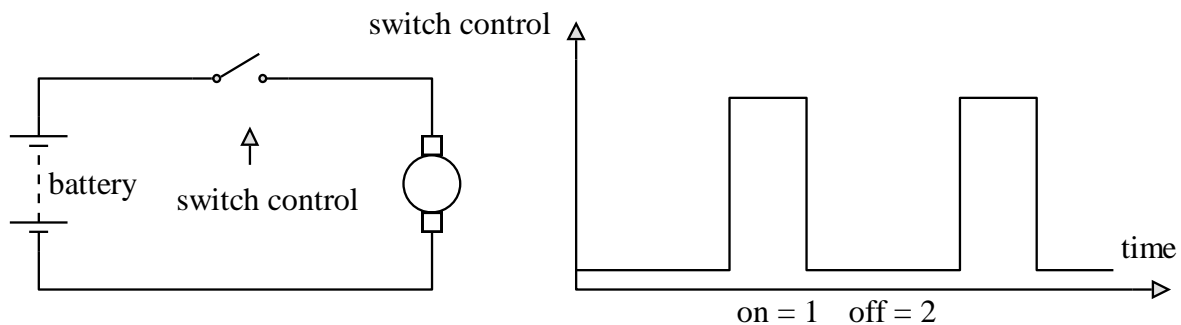 switch control
battery
switch control
time
on = 1 off = 2